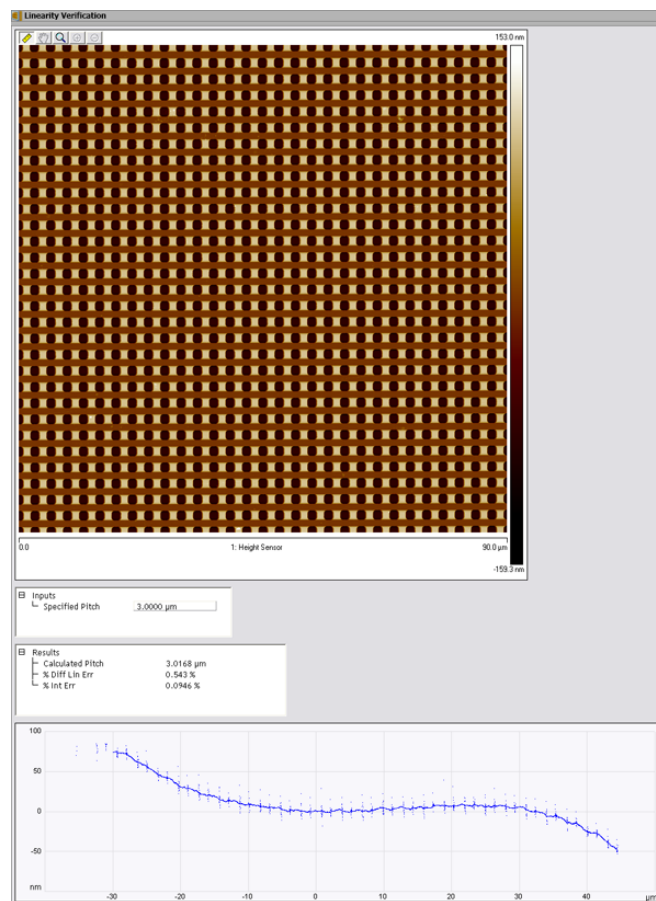 Linearity Verification
153.0 nm
-159.3 nm
0.0 1: Height Sensor 90.0 µm
Inputs
Specified Pitch 3.0000 µm
Results
Calculated Pitch 3.0168 µm
% Diff Lin Err 0.543 %
% Int Err 0.0946 %
100
50
0
-50
nm
-30 -20 -10 0 10 20 30 40 µm